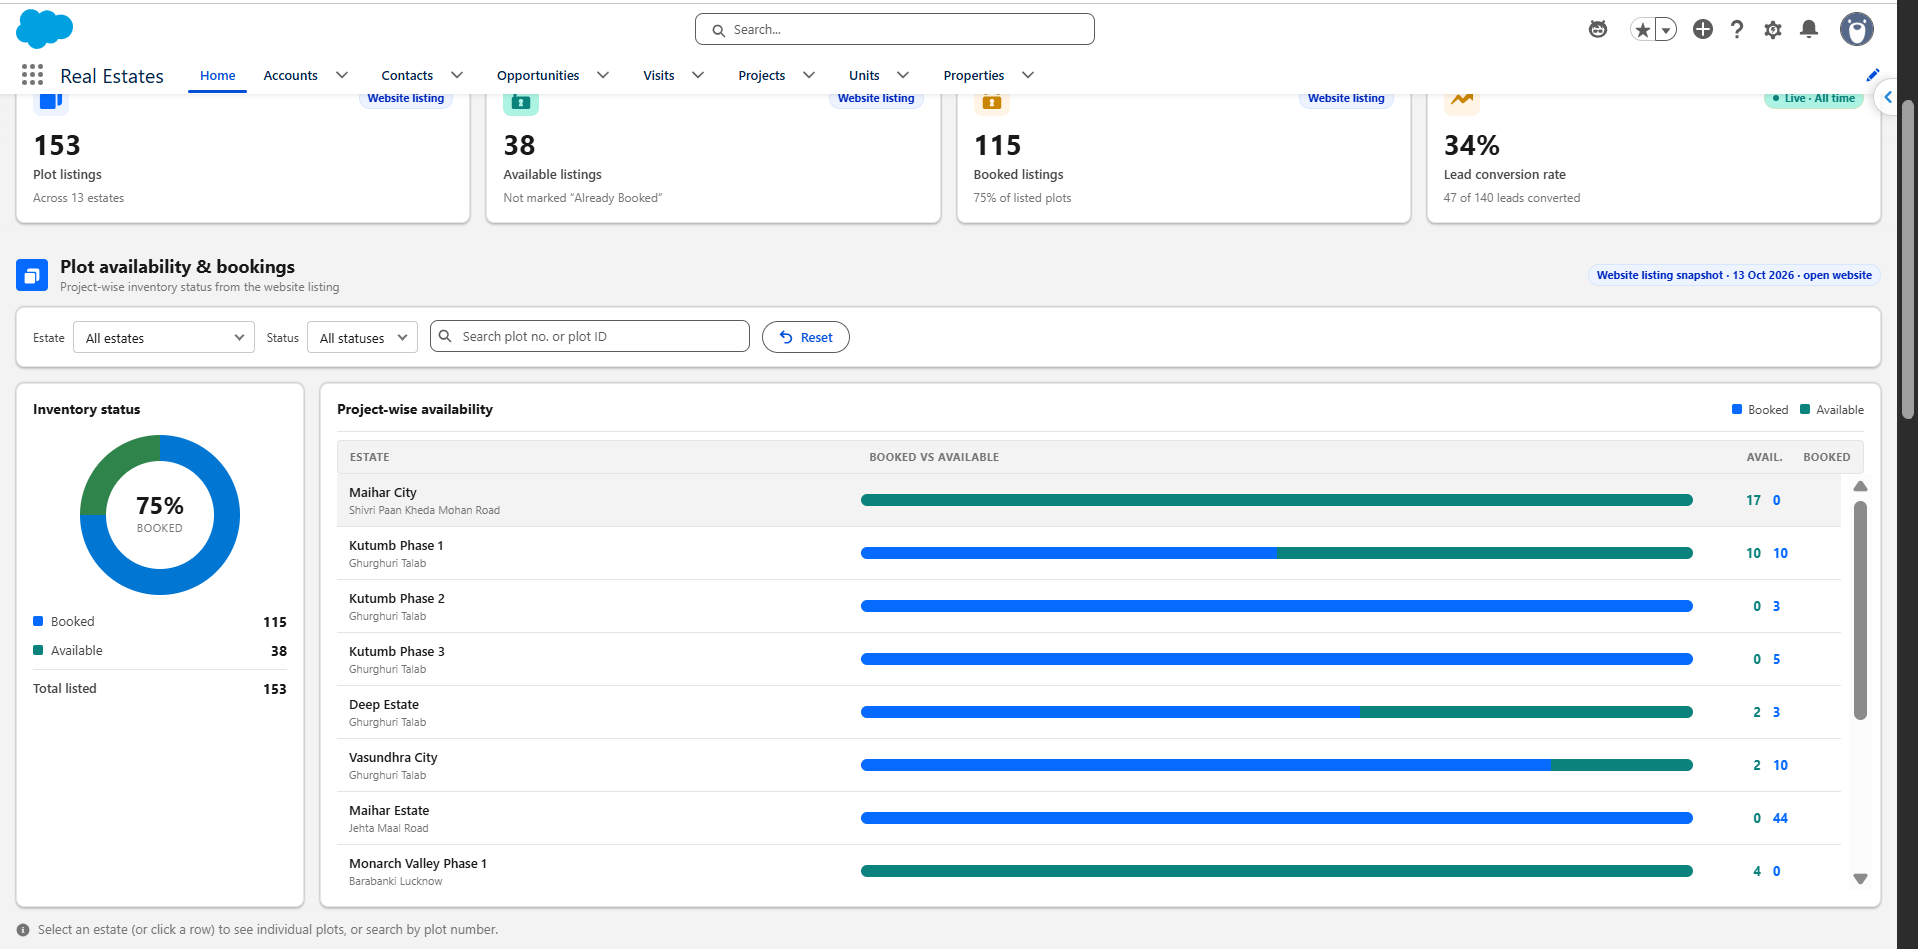 Search...
Real Estates
Home
Accounts
Contacts
Opportunities
Visits
Projects
Units
Properties
Website listing
Website listing
Website listing
Live · All time
153
Plot listings
Across 13 estates
38
Available listings
Not marked “Already Booked”
115
Booked listings
75% of listed plots
34%
Lead conversion rate
47 of 140 leads converted
Plot availability & bookings
Project-wise inventory status from the website listing
Website listing snapshot · 13 Oct 2026 · open website
Estate
All estates
Status
All statuses
Search plot no. or plot ID
Reset
Inventory status
75%
BOOKED
Booked 115
Available 38
Total listed 153
Project-wise availability
Booked
Available
ESTATE BOOKED VS AVAILABLE AVAIL. BOOKED
Maihar City
Shivri Paan Kheda Mohan Road
17 0
Kutumb Phase 1
Ghurghuri Talab
10 10
Kutumb Phase 2
Ghurghuri Talab
0 3
Kutumb Phase 3
Ghurghuri Talab
0 5
Deep Estate
Ghurghuri Talab
2 3
Vasundhra City
Ghurghuri Talab
2 10
Maihar Estate
Jehta Maal Road
0 44
Monarch Valley Phase 1
Barabanki Lucknow
4 0
Select an estate (or click a row) to see individual plots, or search by plot number.